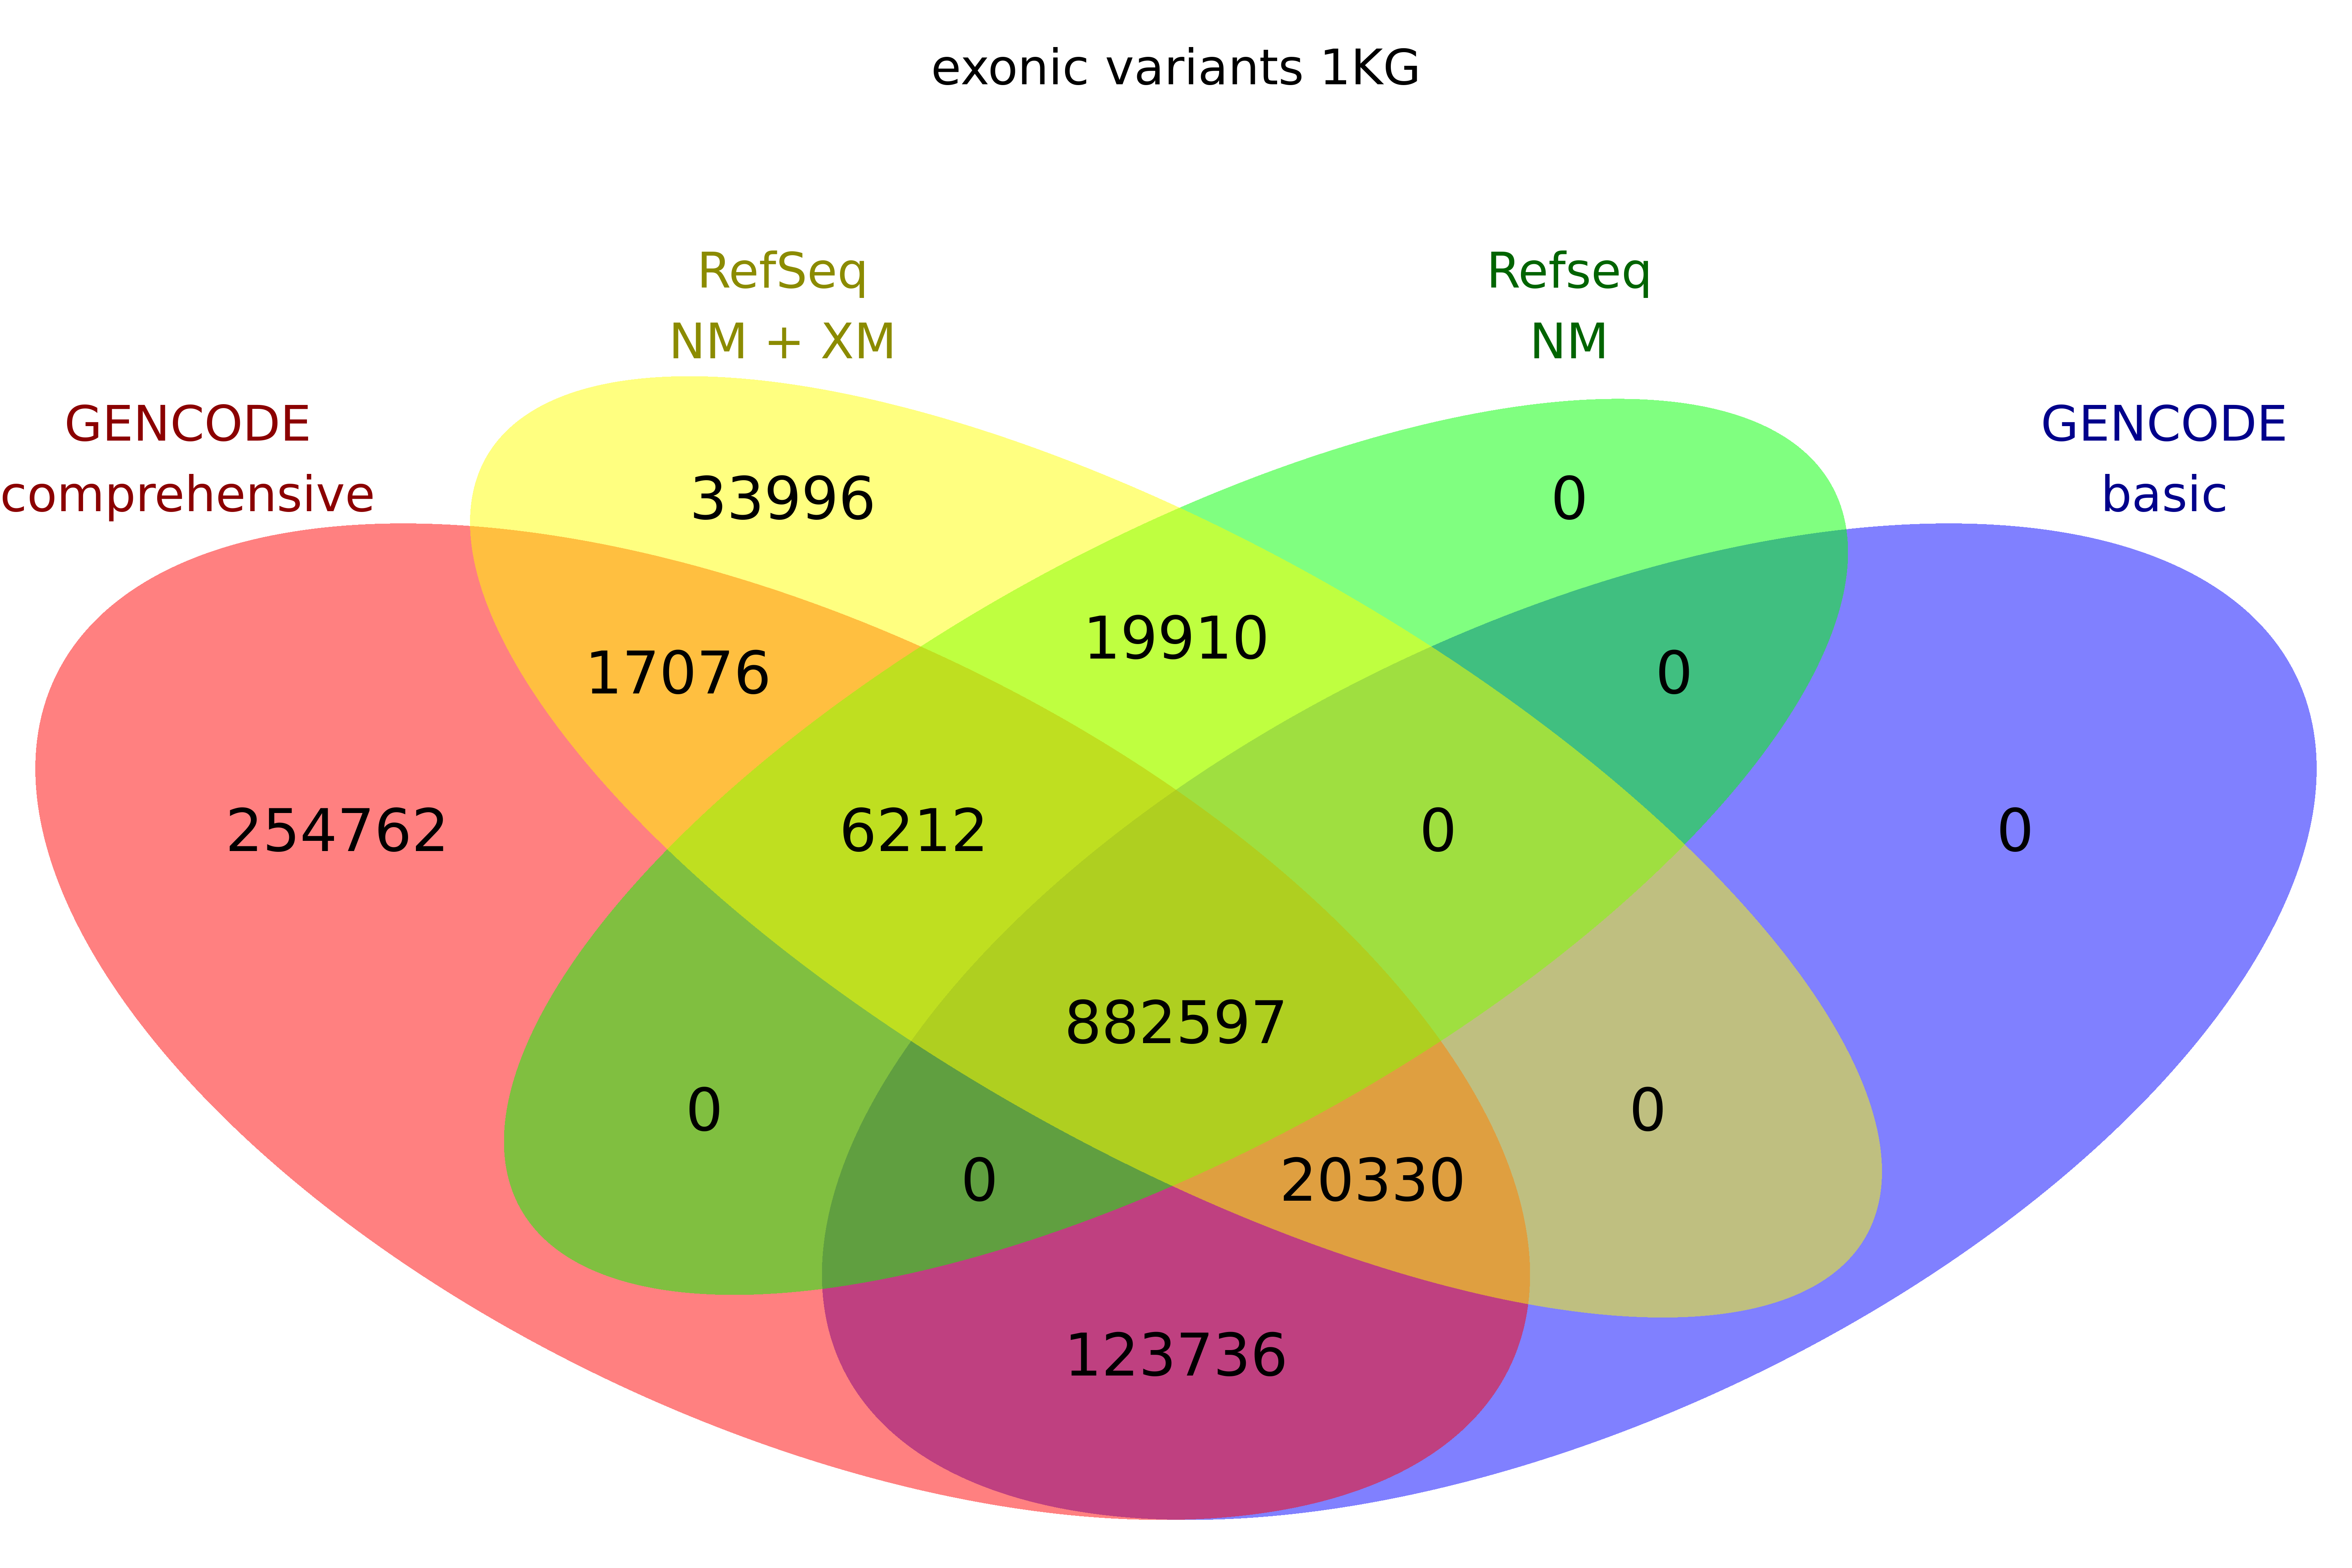 exonic variants 1KG
RefSeq
NM + XM
Refseq
NM
GENCODE
comprehensive
GENCODE
basic
33996
0
19910
17076
0
254762
6212
0
0
882597
0
0
0
20330
123736